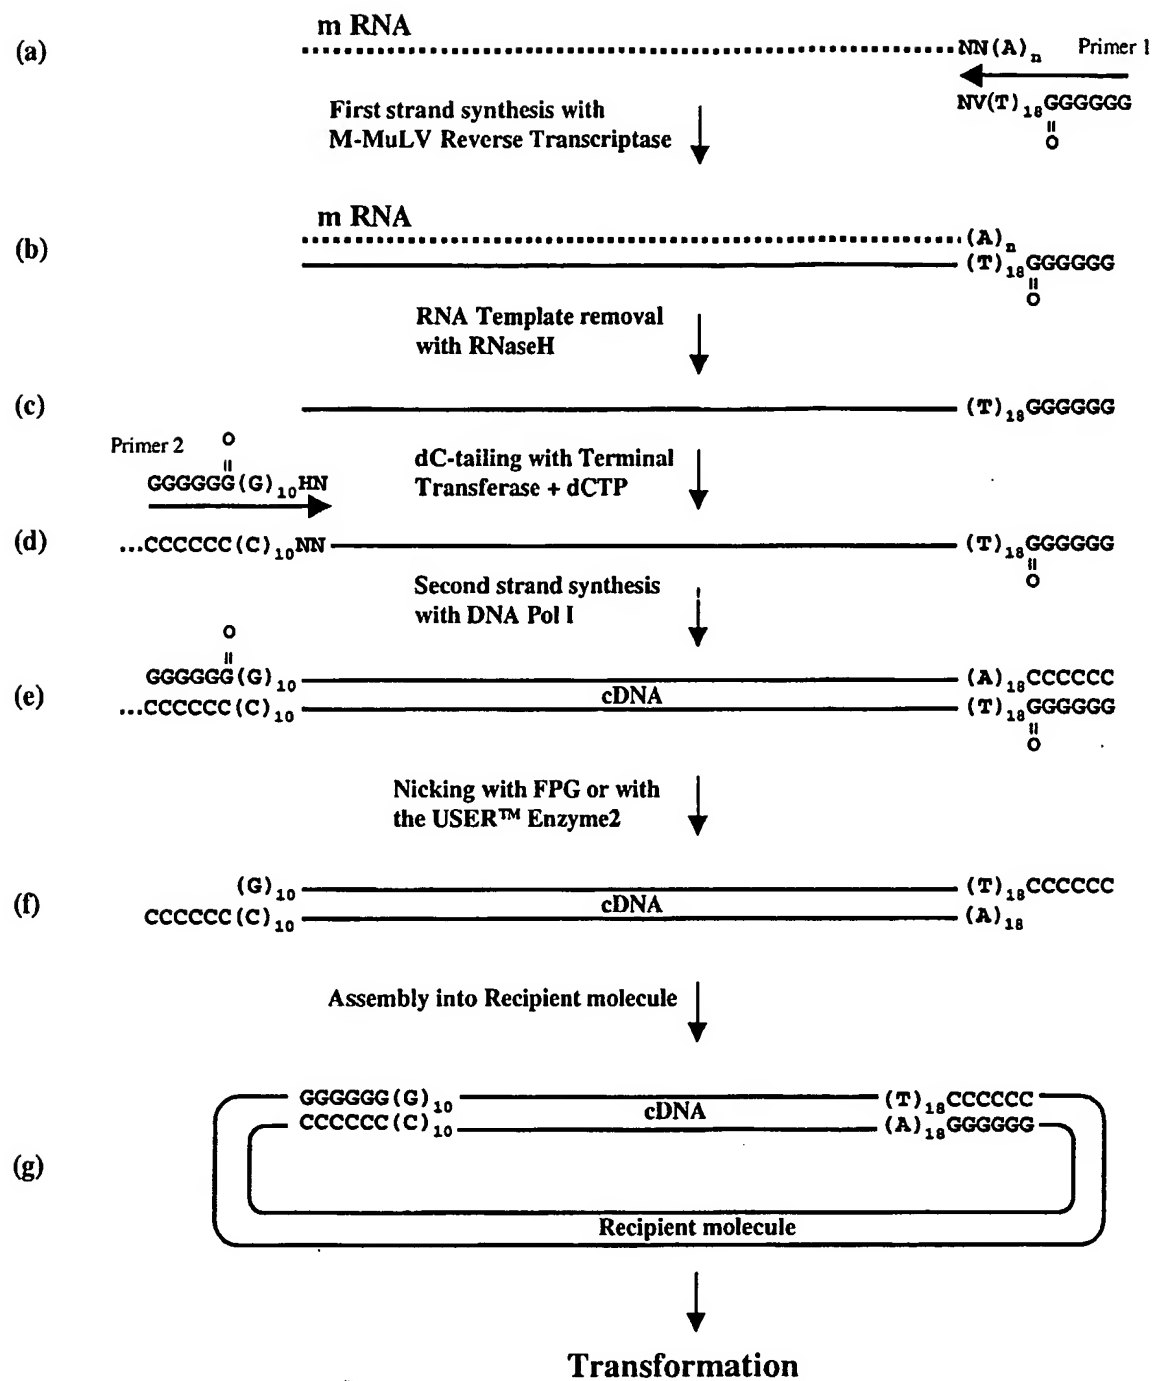 m RNA
(a)
NN(A)n
Primer 1
NV(T)18GGGGGG
O
First strand synthesis with
M-MuLV Reverse Transcriptase
m RNA
(b)
(A)n
(T)18GGGGGG
O
RNA Template removal
with RNaseH
(c)
(T)18GGGGGG
Primer 2
O
GGGGGG(G)10HN
dC-tailing with Terminal
Transferase + dCTP
(d)
...CCCCCC(C)10NN
(T)18GGGGGG
O
Second strand synthesis
with DNA Pol I
O
(e)
GGGGGG(G)10
(A)18CCCCCC
cDNA
...CCCCCC(C)10
(T)18GGGGGG
O
Nicking with FPG or with
the USER™ Enzyme2
(f)
(G)10
(T)18CCCCCC
cDNA
CCCCCC(C)10
(A)18
Assembly into Recipient molecule
GGGGGG(G)10
(T)18CCCCCC
cDNA
CCCCCC(C)10
(A)18GGGGGG
(g)
Recipient molecule
Transformation